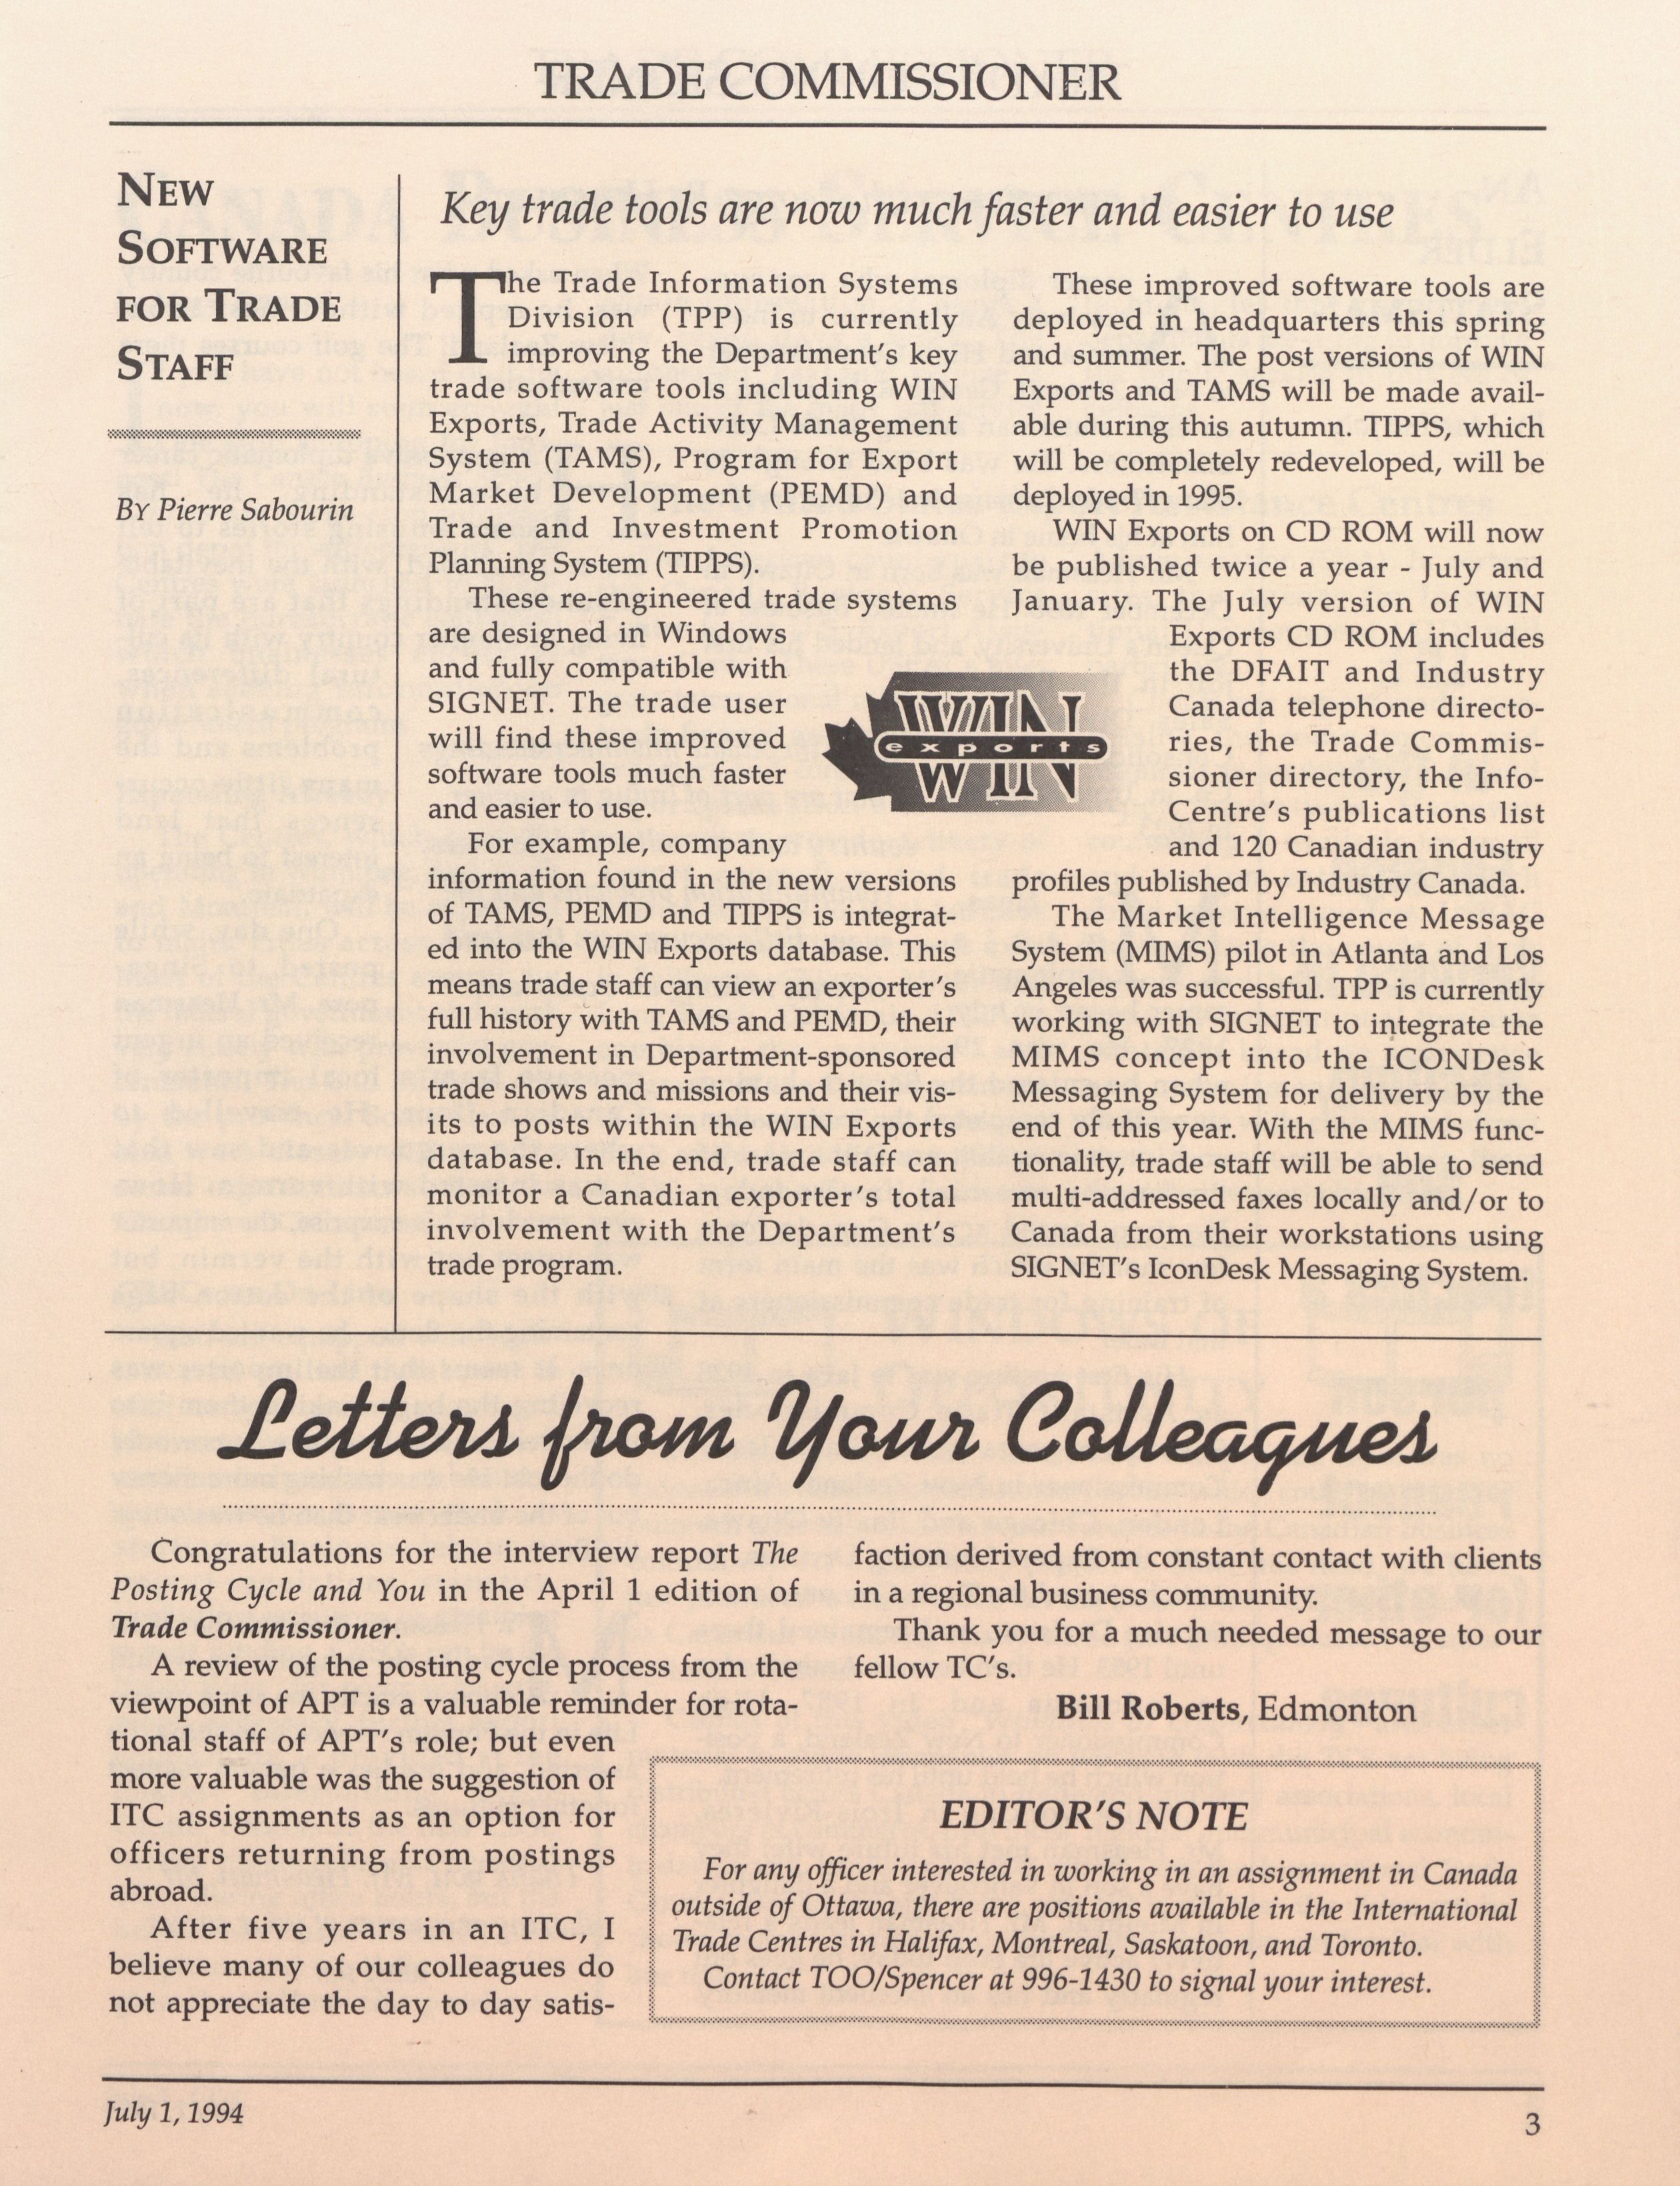 TRADE COMMISSIONER
NEW
SOFTWARE
FOR TRADE
STAFF
BY Pierre Sabourin
Key trade tools are now much faster and easier to use
The Trade Information Systems
Division (TPP) is currently
improving the Department's key
trade software tools including WIN
Exports, Trade Activity Management
System (TAMS), Program for Export
Market Development (PEMD) and
Trade and Investment Promotion
Planning System (TIPPS).
These re-engineered trade systems
are designed in Windows
and fully compatible with
SIGNET. The trade user
will find these improved
software tools much faster
and easier to use.
For example, company
information found in the new versions
of TAMS, PEMD and TIPPS is integrat-
ed into the WIN Exports database. This
means trade staff can view an exporter's
full history with TAMS and PEMD, their
involvement in Department-sponsored
trade shows and missions and their vis-
its to posts within the WIN Exports
database. In the end, trade staff can
monitor a Canadian exporter's total
involvement with the Department's
trade program.
WIN
exports
WIN
These improved software tools are
deployed in headquarters this spring
and summer. The post versions of WIN
Exports and TAMS will be made avail-
able during this autumn. TIPPS, which
will be completely redeveloped, will be
deployed in 1995.
WIN Exports on CD ROM will now
be published twice a year - July and
January. The July version of WIN
Exports CD ROM includes
the DFAIT and Industry
Canada telephone directo-
ries, the Trade Commis-
sioner directory, the Info-
Centre's publications list
and 120 Canadian industry
profiles published by Industry Canada.
The Market Intelligence Message
System (MIMS) pilot in Atlanta and Los
Angeles was successful. TPP is currently
working with SIGNET to integrate the
MIMS concept into the ICONDesk
Messaging System for delivery by the
end of this year. With the MIMS func-
tionality, trade staff will be able to send
multi-addressed faxes locally and/or to
Canada from their workstations using
SIGNET's IconDesk Messaging System.
Letters from Your Colleagues
Congratulations for the interview report The
Posting Cycle and You in the April 1 edition of
Trade Commissioner.
A review of the posting cycle process from the
viewpoint of APT is a valuable reminder for rota-
tional staff of APT's role; but even
more valuable was the suggestion of
ITC assignments as an option for
officers returning from postings
abroad.
After five years in an ITC, I
believe many of our colleagues do
not appreciate the day to day satis-
faction derived from constant contact with clients
in a regional business community.
Thank you for a much needed message to our
fellow TC's.
Bill Roberts, Edmonton
EDITOR'S NOTE
For any officer interested in working in an assignment in Canada
outside of Ottawa, there are positions available in the International
Trade Centres in Halifax, Montreal, Saskatoon, and Toronto.
Contact TOO/Spencer at 996-1430 to signal your interest.
July 1, 1994
3